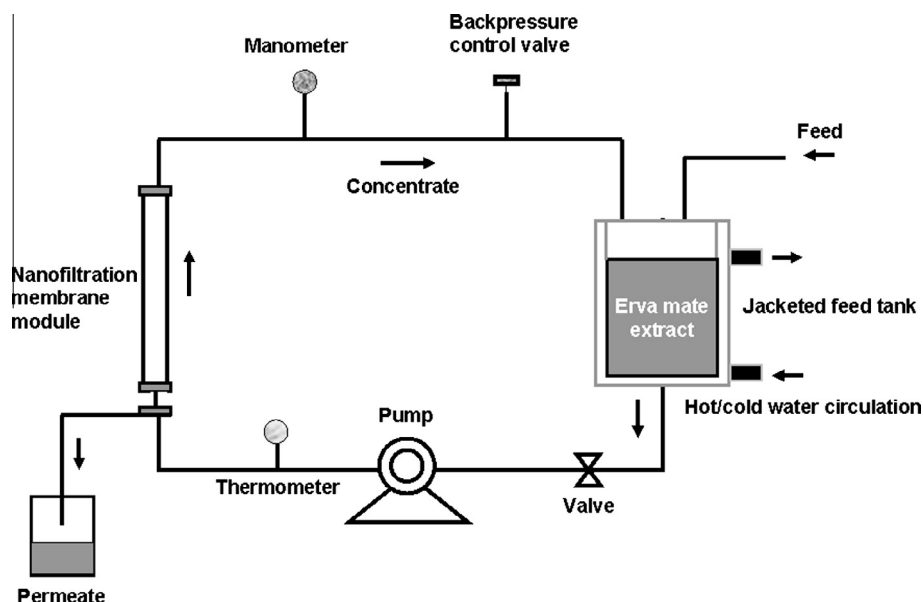 Backpressure
control valve
Manometer
Feed
Concentrate
Nanofiltration
membrane
module
Erva mate
extract
Jacketed feed tank
Hot/cold water circulation
Pump
Thermometer
Valve
Permeate